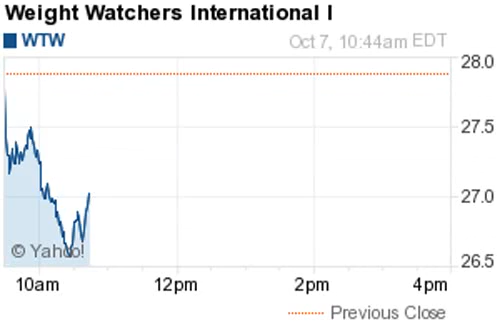 Weight Watchers International I
WTW
Oct 7, 10:44am EDT
28.0
27.5
27.0
26.5
© Yahoo!
10am
12pm
2pm
4pm
Previous Close